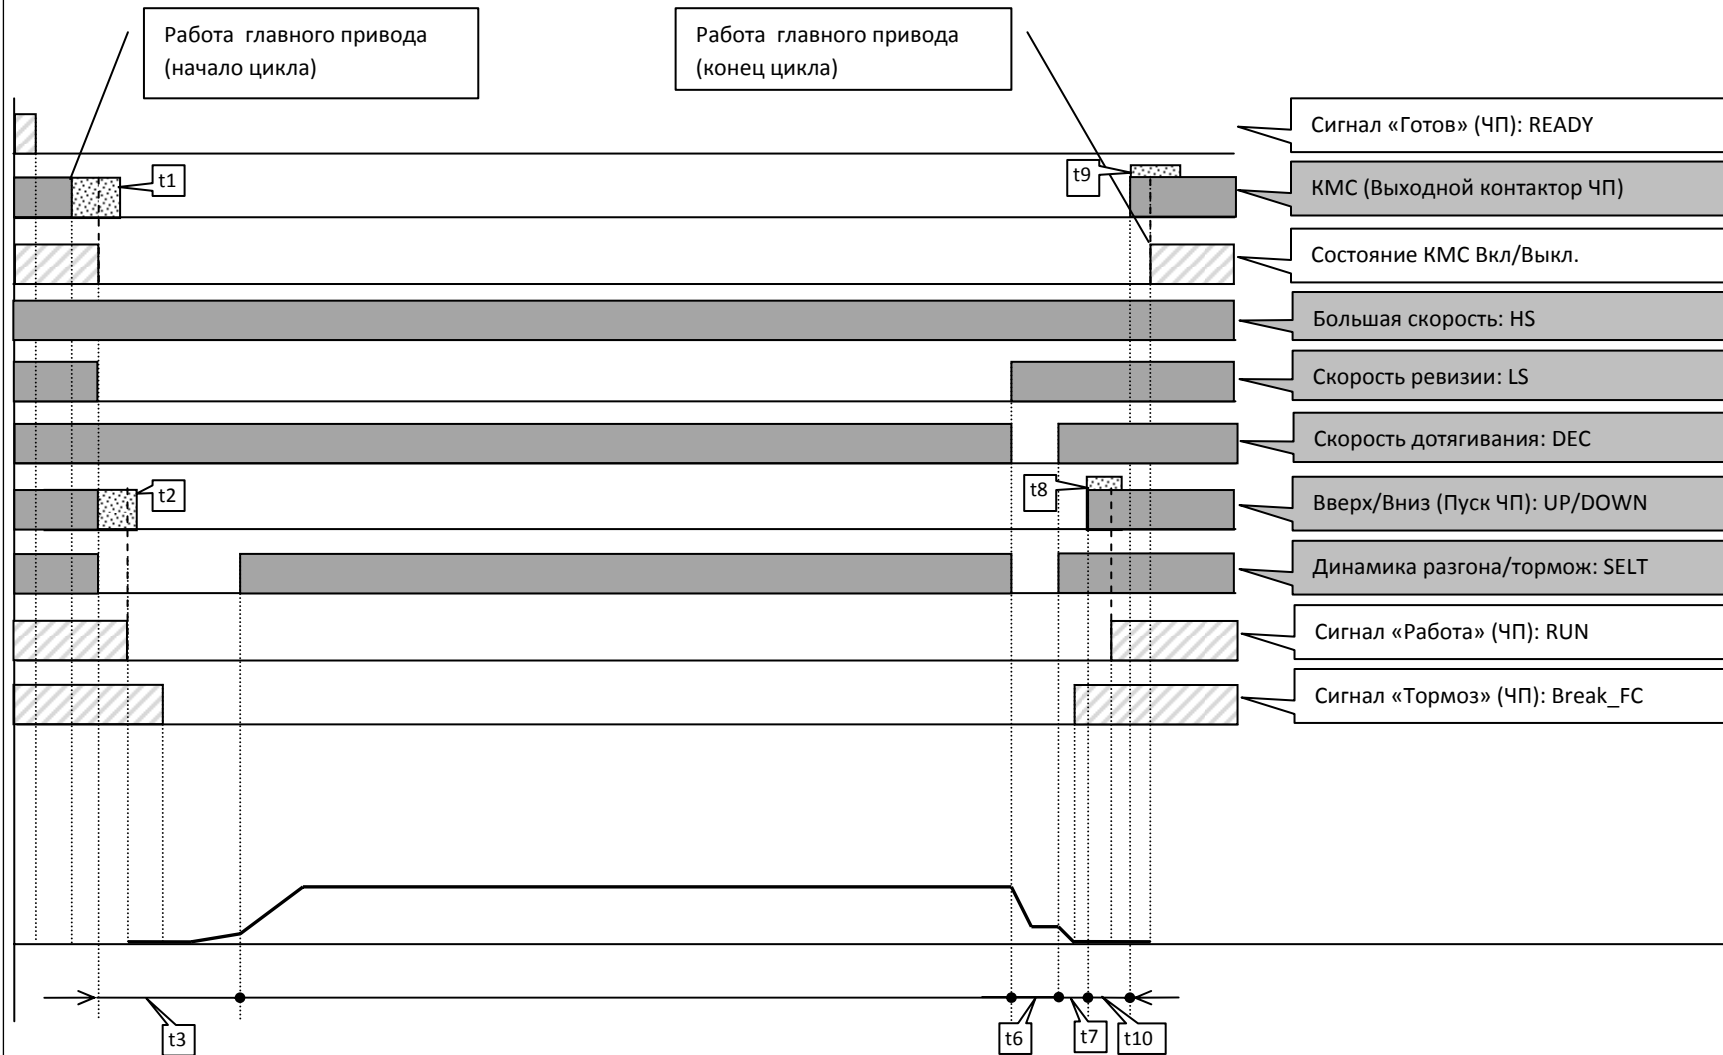 Работа главного привода
(начало цикла)
Работа главного привода
(конец цикла)
Сигнал «Готов» (ЧП): READY
t1
t9
КМС (Выходной контактор ЧП)
Состояние КМС Вкл/Выкл.
Большая скорость: HS
Скорость ревизии: LS
Скорость дотягивания: DEC
t2
t8
Вверх/Вниз (Пуск ЧП): UP/DOWN
Динамика разгона/тормож: SELT
Сигнал «Работа» (ЧП): RUN
Сигнал «Тормоз» (ЧП): Break_FC
t3
t6
t7
t10